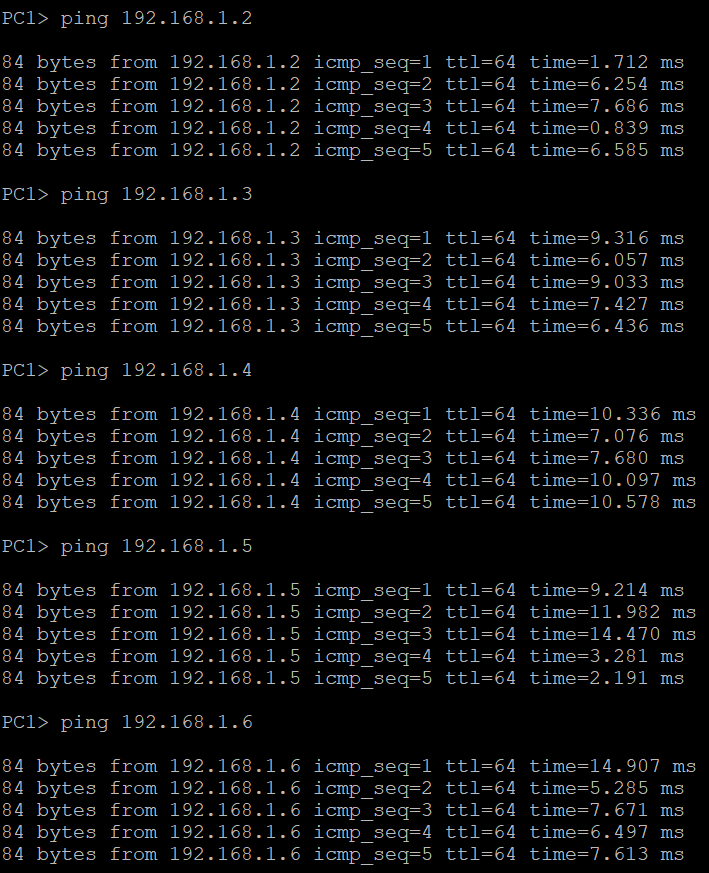 PC1> ping 192.168.1.2
84 bytes from 192.168.1.2 icmp_seq=1 ttl=64 time=1.712 ms
84 bytes from 192.168.1.2 icmp_seq=2 ttl=64 time=6.254 ms
84 bytes from 192.168.1.2 icmp_seq=3 ttl=64 time=7.686 ms
84 bytes from 192.168.1.2 icmp_seq=4 ttl=64 time=0.839 ms
84 bytes from 192.168.1.2 icmp_seq=5 ttl=64 time=6.585 ms
PC1> ping 192.168.1.3
84 bytes from 192.168.1.3 icmp_seq=1 ttl=64 time=9.316 ms
84 bytes from 192.168.1.3 icmp_seq=2 ttl=64 time=6.057 ms
84 bytes from 192.168.1.3 icmp_seq=3 ttl=64 time=9.033 ms
84 bytes from 192.168.1.3 icmp_seq=4 ttl=64 time=7.427 ms
84 bytes from 192.168.1.3 icmp_seq=5 ttl=64 time=6.436 ms
PC1> ping 192.168.1.4
84 bytes from 192.168.1.4 icmp_seq=1 ttl=64 time=10.336 ms
84 bytes from 192.168.1.4 icmp_seq=2 ttl=64 time=7.076 ms
84 bytes from 192.168.1.4 icmp_seq=3 ttl=64 time=7.680 ms
84 bytes from 192.168.1.4 icmp_seq=4 ttl=64 time=10.097 ms
84 bytes from 192.168.1.4 icmp_seq=5 ttl=64 time=10.578 ms
PC1> ping 192.168.1.5
84 bytes from 192.168.1.5 icmp_seq=1 ttl=64 time=9.214 ms
84 bytes from 192.168.1.5 icmp_seq=2 ttl=64 time=11.982 ms
84 bytes from 192.168.1.5 icmp_seq=3 ttl=64 time=14.470 ms
84 bytes from 192.168.1.5 icmp_seq=4 ttl=64 time=3.281 ms
84 bytes from 192.168.1.5 icmp_seq=5 ttl=64 time=2.191 ms
PC1> ping 192.168.1.6
84 bytes from 192.168.1.6 icmp_seq=1 ttl=64 time=14.907 ms
84 bytes from 192.168.1.6 icmp_seq=2 ttl=64 time=5.285 ms
84 bytes from 192.168.1.6 icmp_seq=3 ttl=64 time=7.671 ms
84 bytes from 192.168.1.6 icmp_seq=4 ttl=64 time=6.497 ms
84 bytes from 192.168.1.6 icmp_seq=5 ttl=64 time=7.613 ms